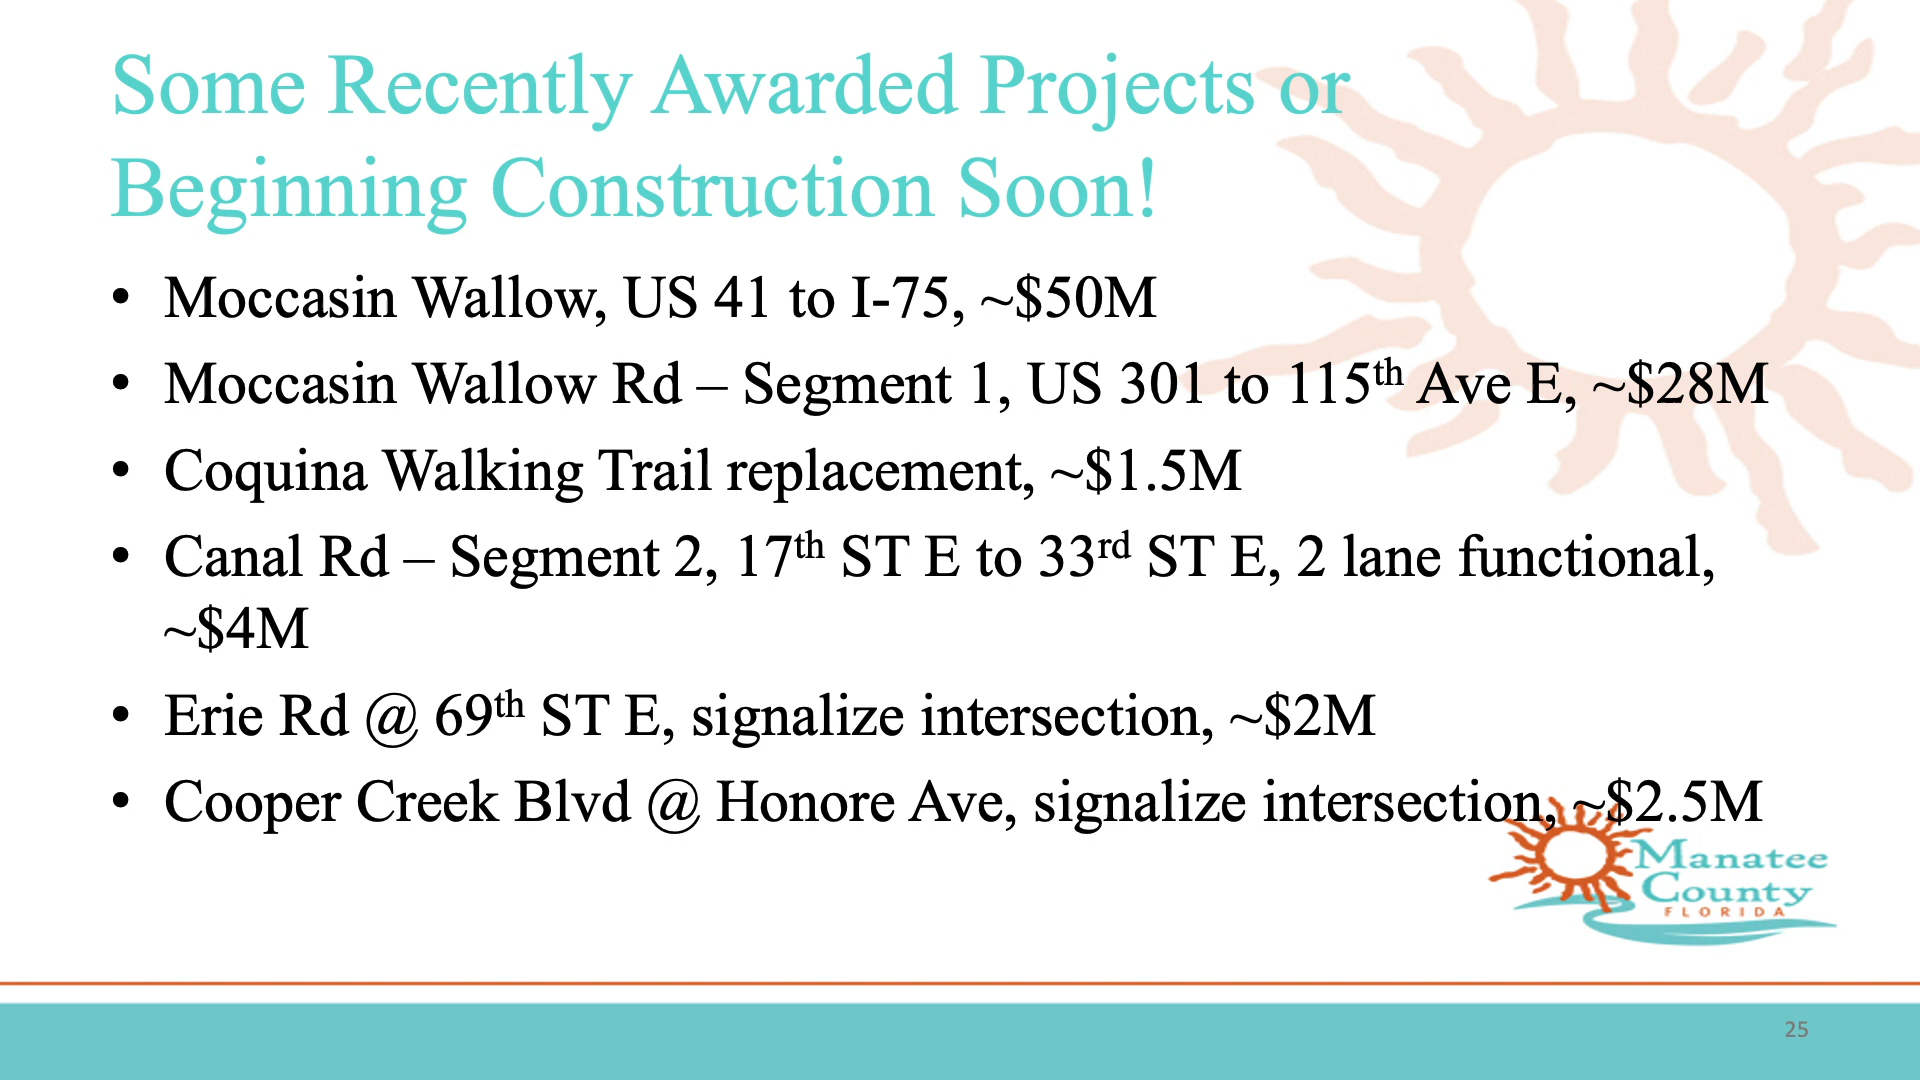 Some Recently Awarded Projects or
Beginning Construction Soon!
• Moccasin Wallow, US 41 to I-75, ~$50M
• Moccasin Wallow Rd – Segment 1, US 301 to 115th Ave E, ~$28M
• Coquina Walking Trail replacement, ~$1.5M
• Canal Rd – Segment 2, 17th ST E to 33rd ST E, 2 lane functional,
~$4M
• Erie Rd @ 69th ST E, signalize intersection, ~$2M
• Cooper Creek Blvd @ Honore Ave, signalize intersection, ~$2.5M
Manatee
County
FLORIDA
25